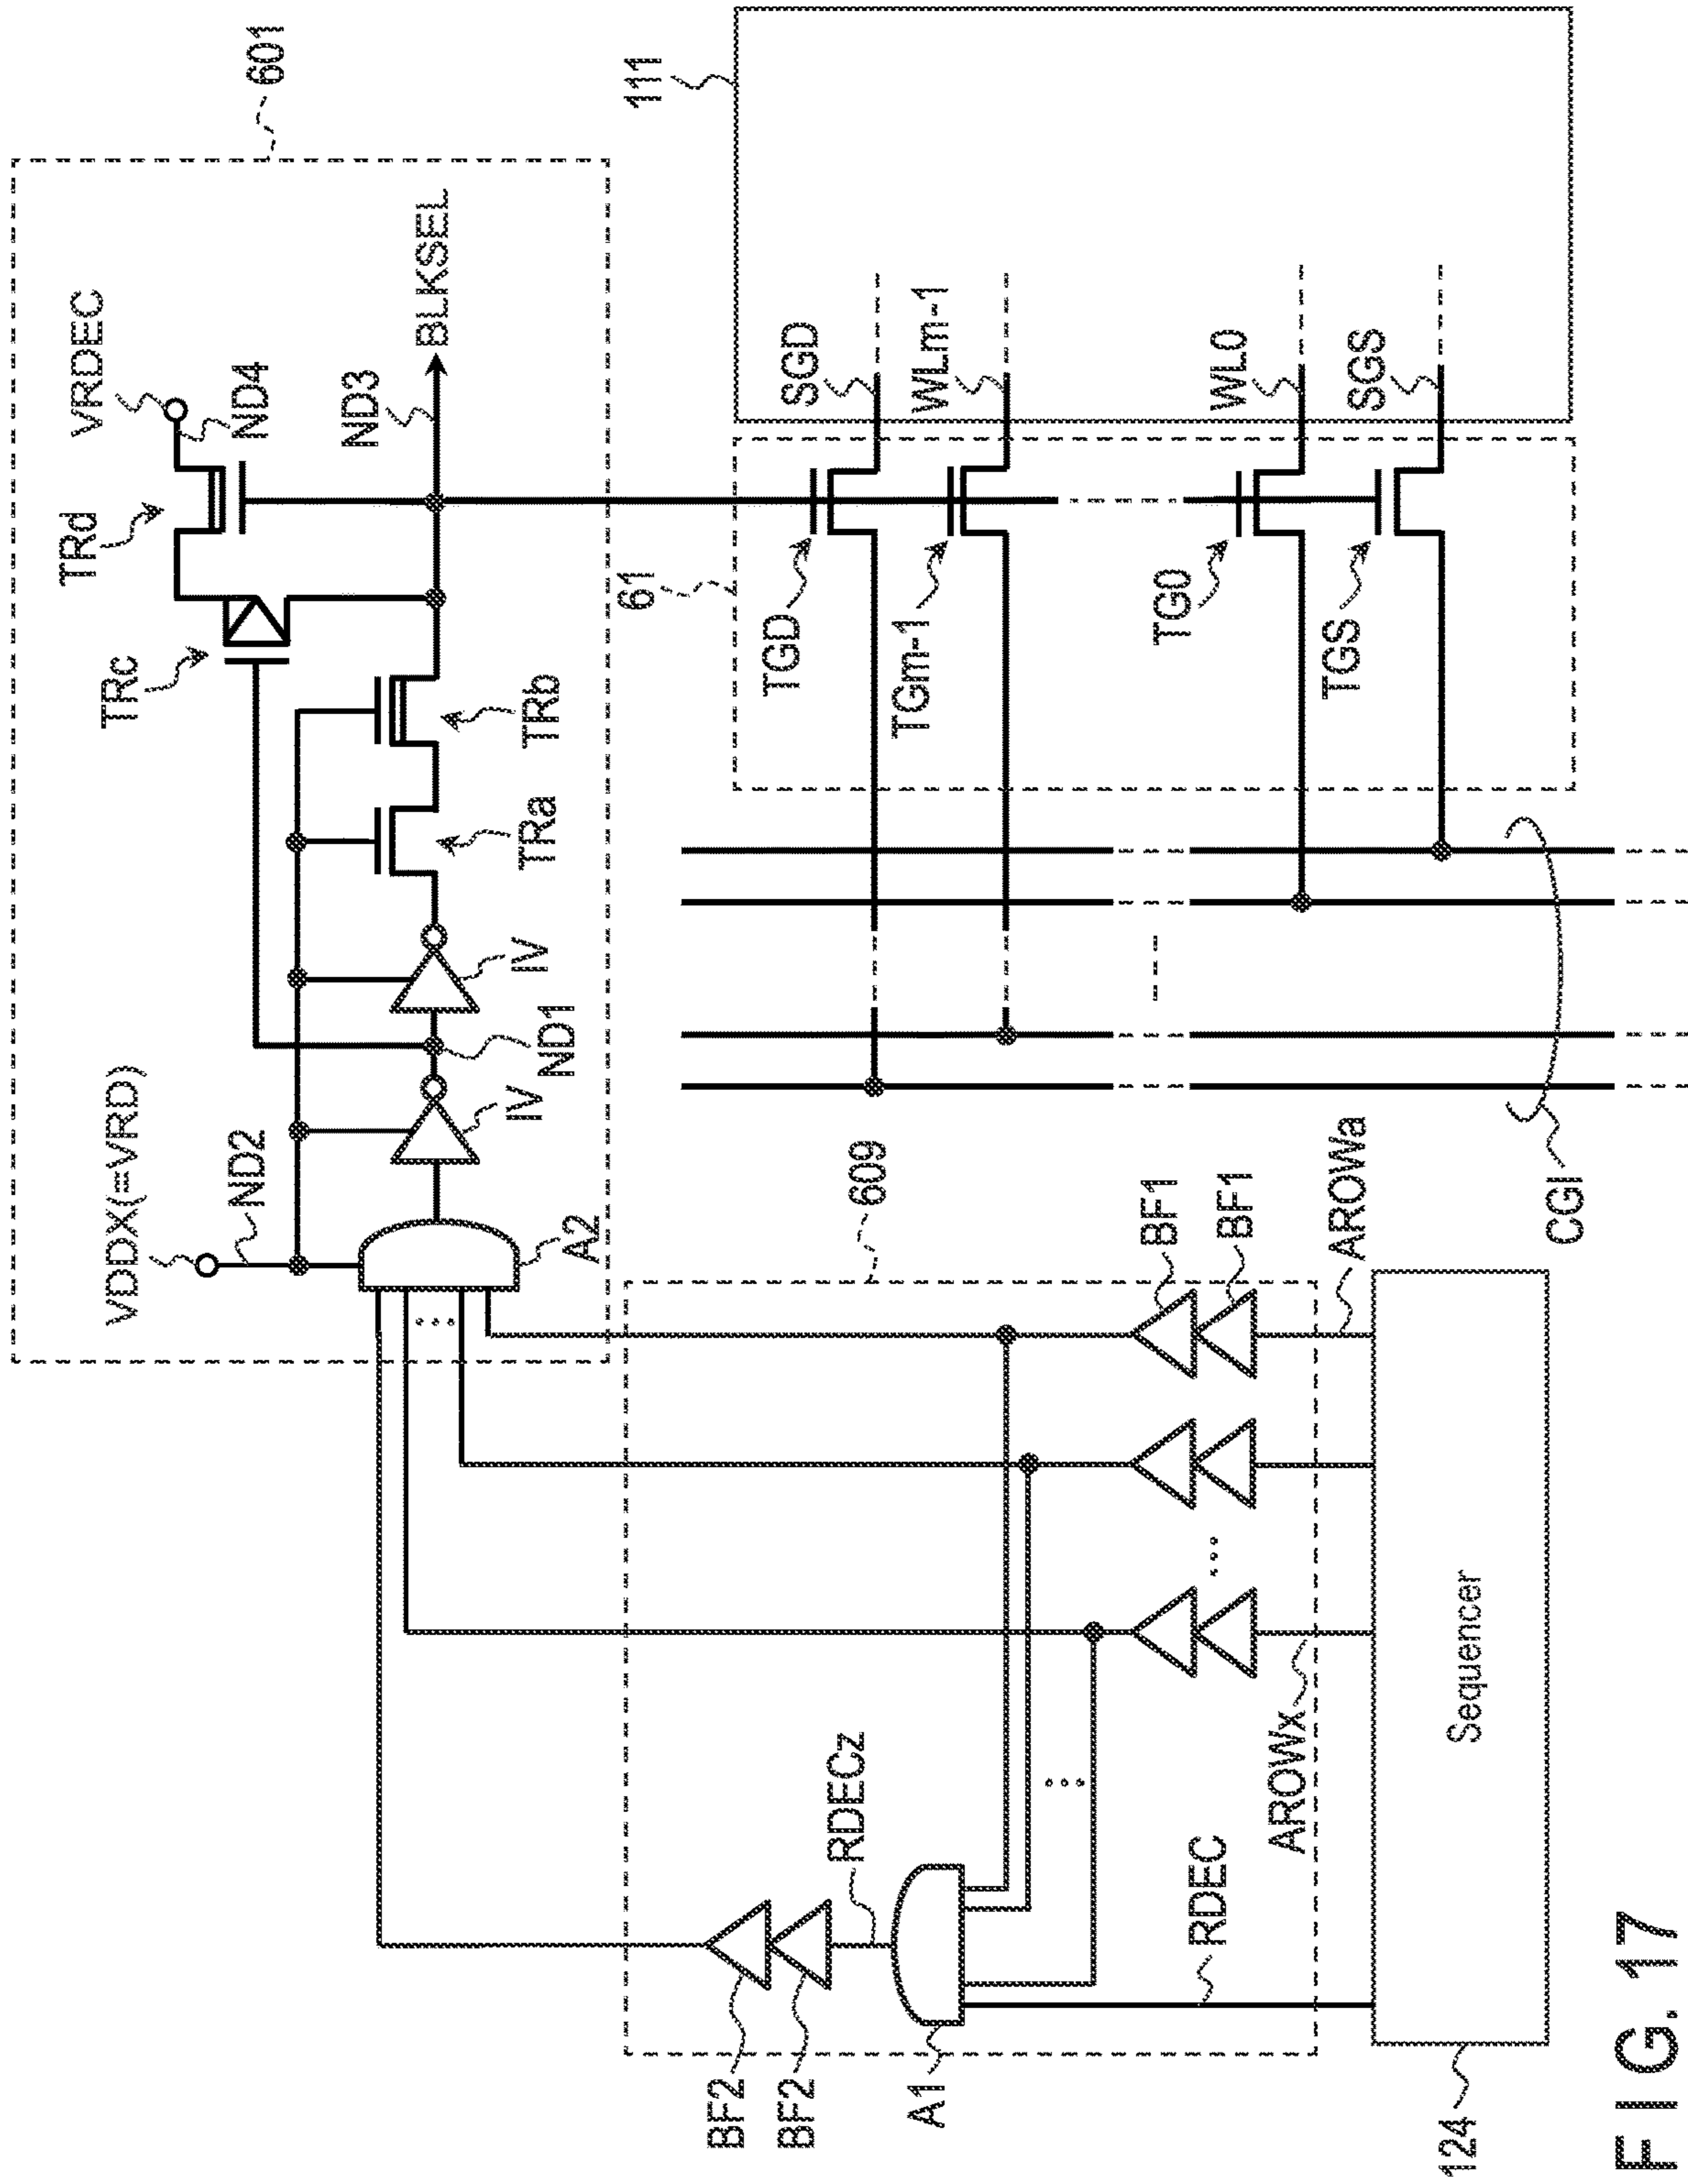 601
VRDEC
ND4
TRd
TRc
ND3
BLKSEL
TRb
TRa
IV
ND1
IV
VDDX(=VRD)
ND2
A2
111
SGD
WLm-1
WL0
SGS
61
TGD
TGm-1
TG0
TGS
CGI
609
BF1
BF1
AROWa
AROWx
RDECz
RDEC
BF2
BF2
A1
Sequencer
124
FIG. 17